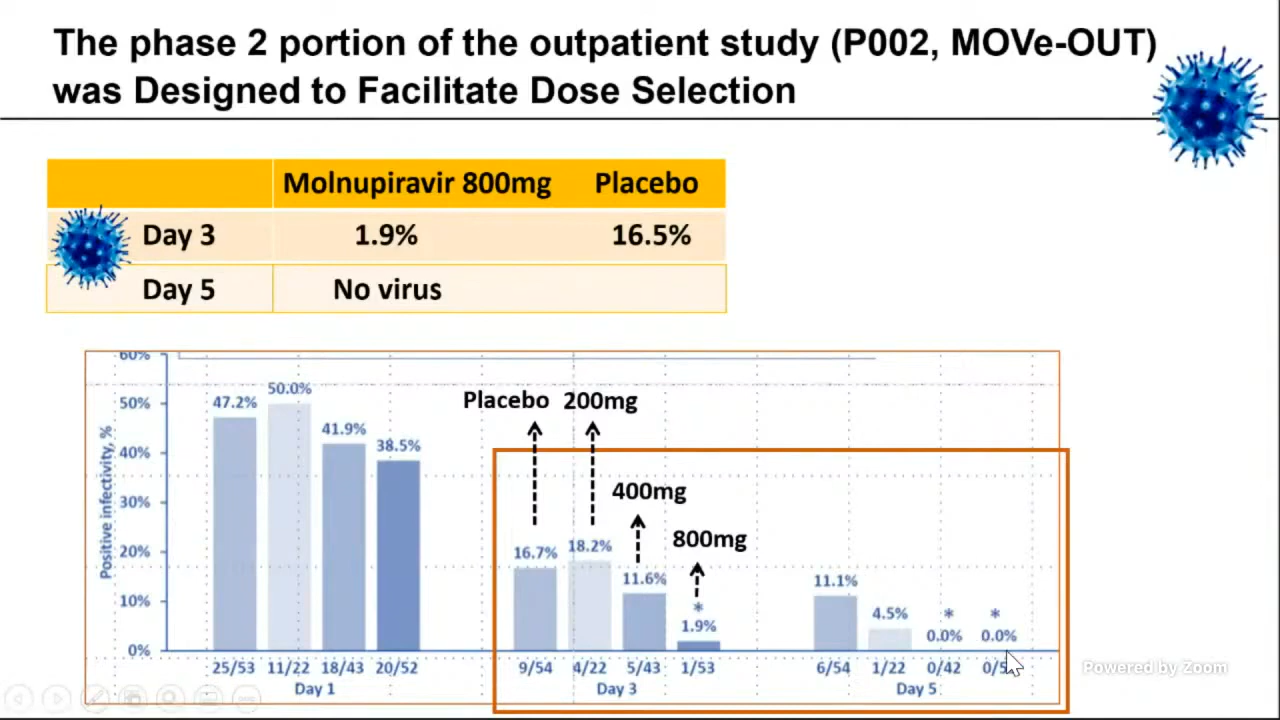 The phase 2 portion of the outpatient study (P002, MOVe-OUT)
was Designed to Facilitate Dose Selection
Molnupiravir 800mg Placebo
Day 3 1.9% 16.5%
Day 5 No virus
Positive infectivity, %
60%
50%
40%
30%
20%
10%
0%
47.2% 50.0% 41.9% 38.5%
Placebo 200mg
400mg
800mg
16.7% 18.2% 11.6% * 1.9%
11.1% 4.5% * 0.0% * 0.0%
25/53 11/22 18/43 20/52 9/54 4/22 5/43 1/53 6/54 1/22 0/42
Day 1 Day 3 Day 5
Powered by Zoom